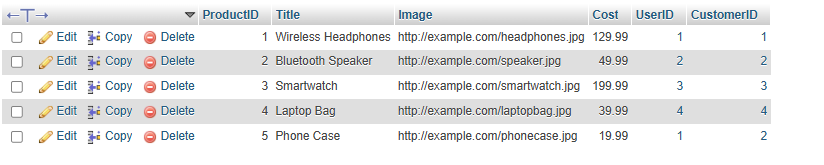 ←T→ ProductID Title Image Cost UserID CustomerID
Edit Copy Delete 1 Wireless Headphones http://example.com/headphones.jpg 129.99 1 1
Edit Copy Delete 2 Bluetooth Speaker http://example.com/speaker.jpg 49.99 2 2
Edit Copy Delete 3 Smartwatch http://example.com/smartwatch.jpg 199.99 3 3
Edit Copy Delete 4 Laptop Bag http://example.com/laptopbag.jpg 39.99 4 4
Edit Copy Delete 5 Phone Case http://example.com/phonecase.jpg 19.99 1 2